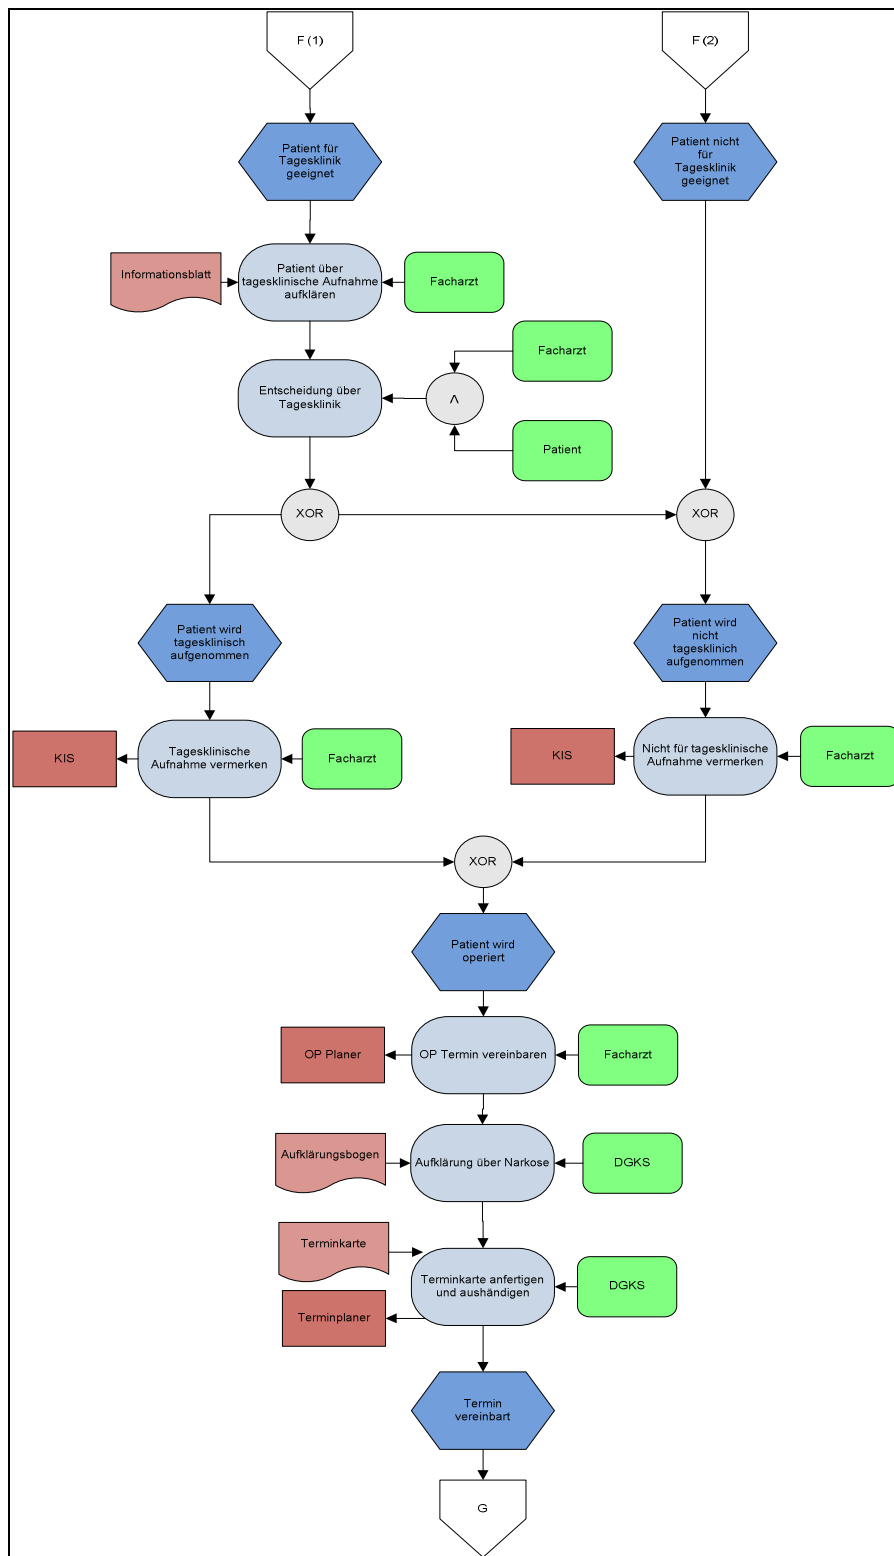 F (1)
F (2)
Patient für
Tagesklinik
geeignet
Patient nicht
für
Tagesklinik
geeignet
Informationsblatt
Patient über
tagesklinische Aufnahme
aufklären
Facharzt
Facharzt
Entscheidung über
Tagesklinik
Λ
Patient
XOR
XOR
Patient wird
tagesklinisch
aufgenommen
Patient wird
nicht
tagesklinich
aufgenommen
KIS
Tagesklinische
Aufnahme vermerken
Facharzt
KIS
Nicht für tagesklinische
Aufnahme vermerken
Facharzt
XOR
Patient wird
operiert
OP Planer
OP Termin vereinbaren
Facharzt
Aufklärungsbogen
Aufklärung über Narkose
DGKS
Terminkarte
Terminkarte anfertigen
und aushändigen
DGKS
Terminplaner
Termin
vereinbart
G